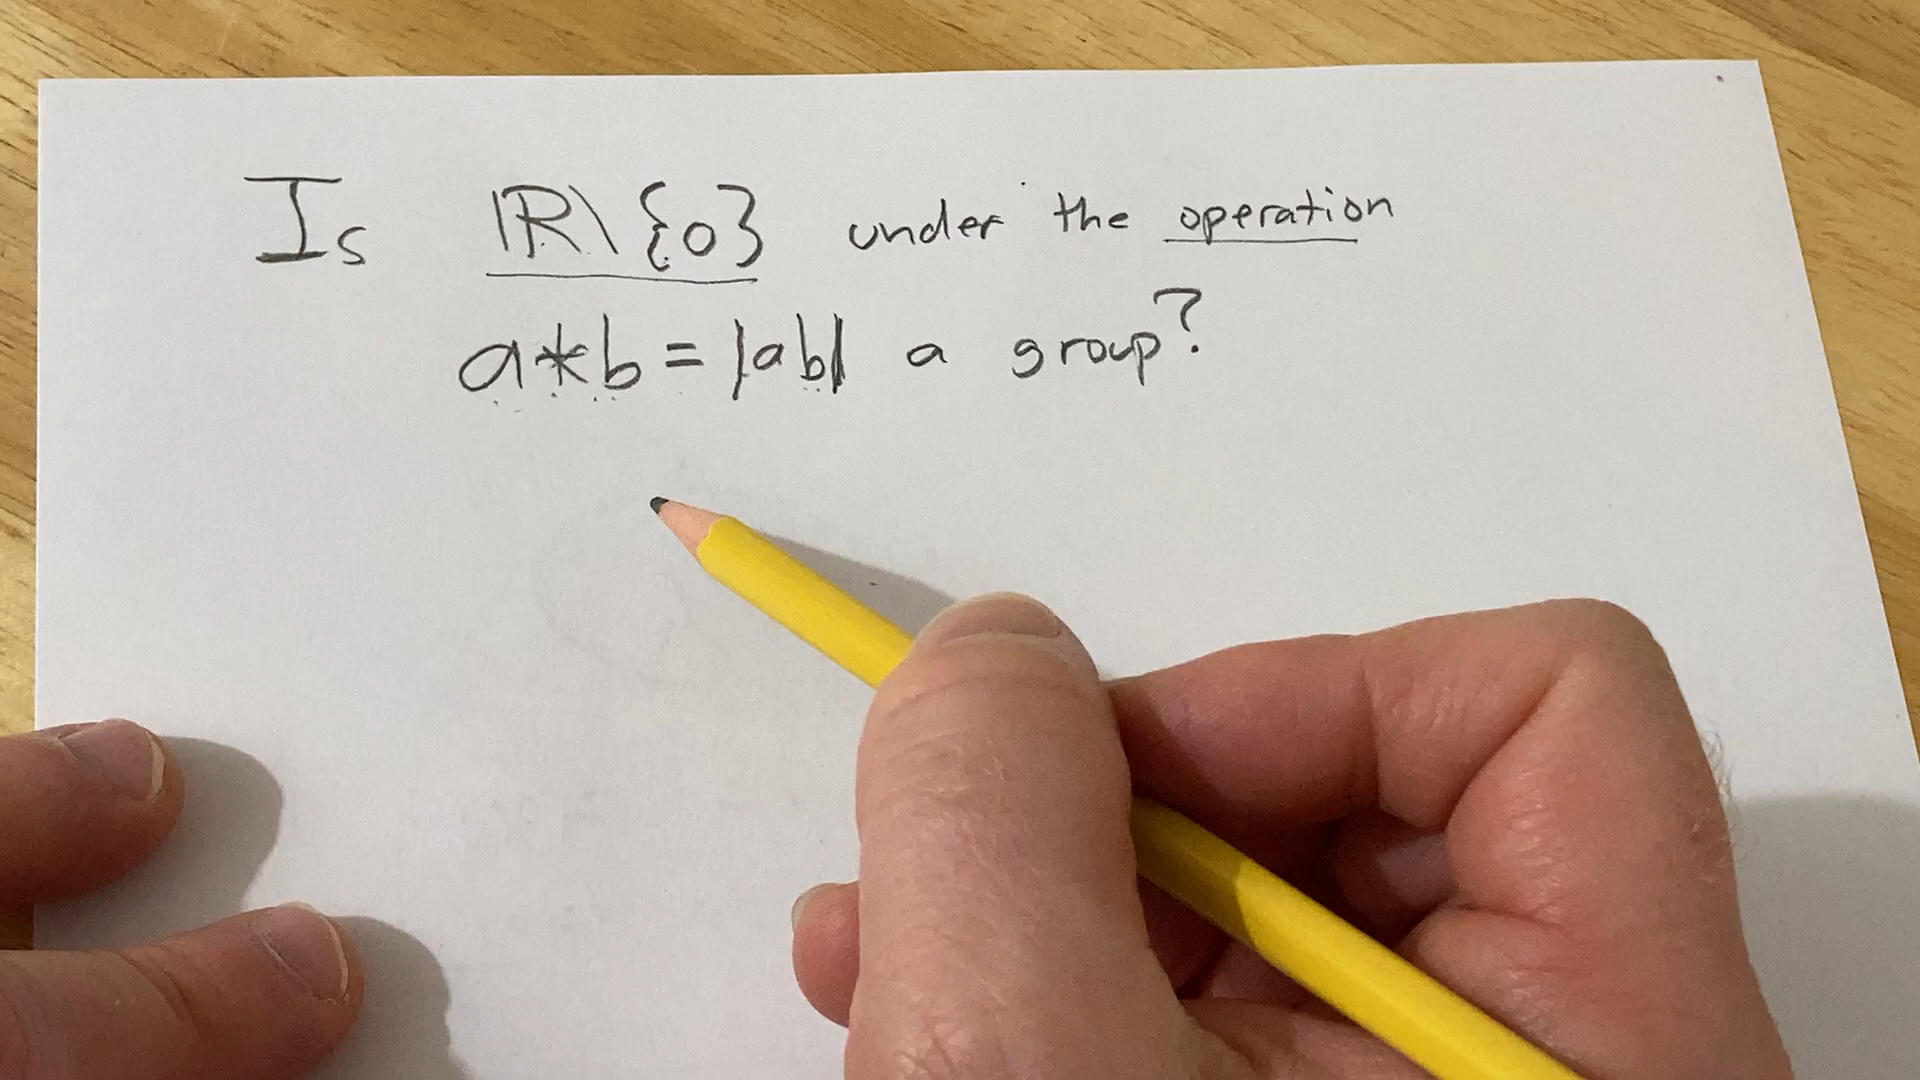 Is ℝ\{0} under the operation
a*b = |ab| a group?